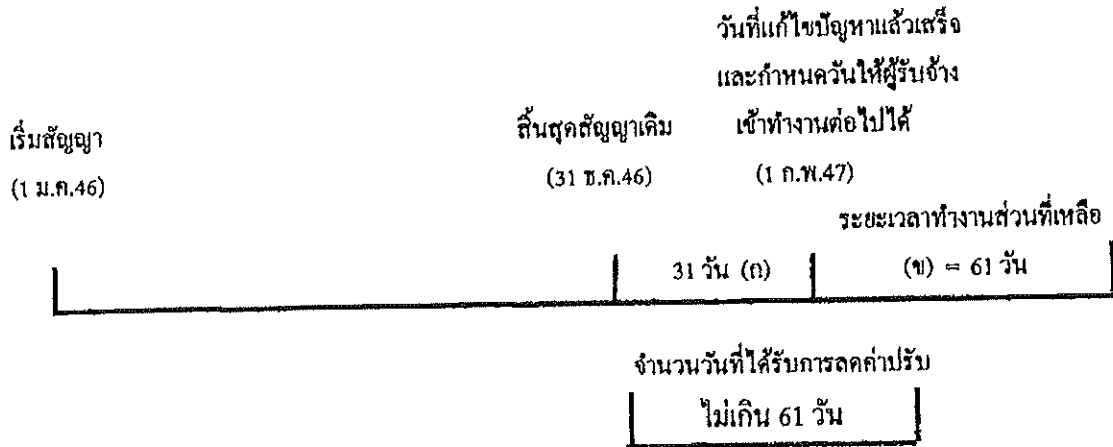 วันที่แก้ไขปัญหาแล้วเสร็จ
และกำหนดวันให้ผู้รับจ้าง
เริ่มสัญญา สิ้นสุดสัญญาเดิม เข้าทำงานต่อไปได้
(1 ม.ค.46) (31 ธ.ค.46) (1 ก.พ.47)
ระยะเวลาทำงานส่วนที่เหลือ
31 วัน (ก) (ข) = 61 วัน
จำนวนวันที่ได้รับการลดค่าปรับ
ไม่เกิน 61 วัน